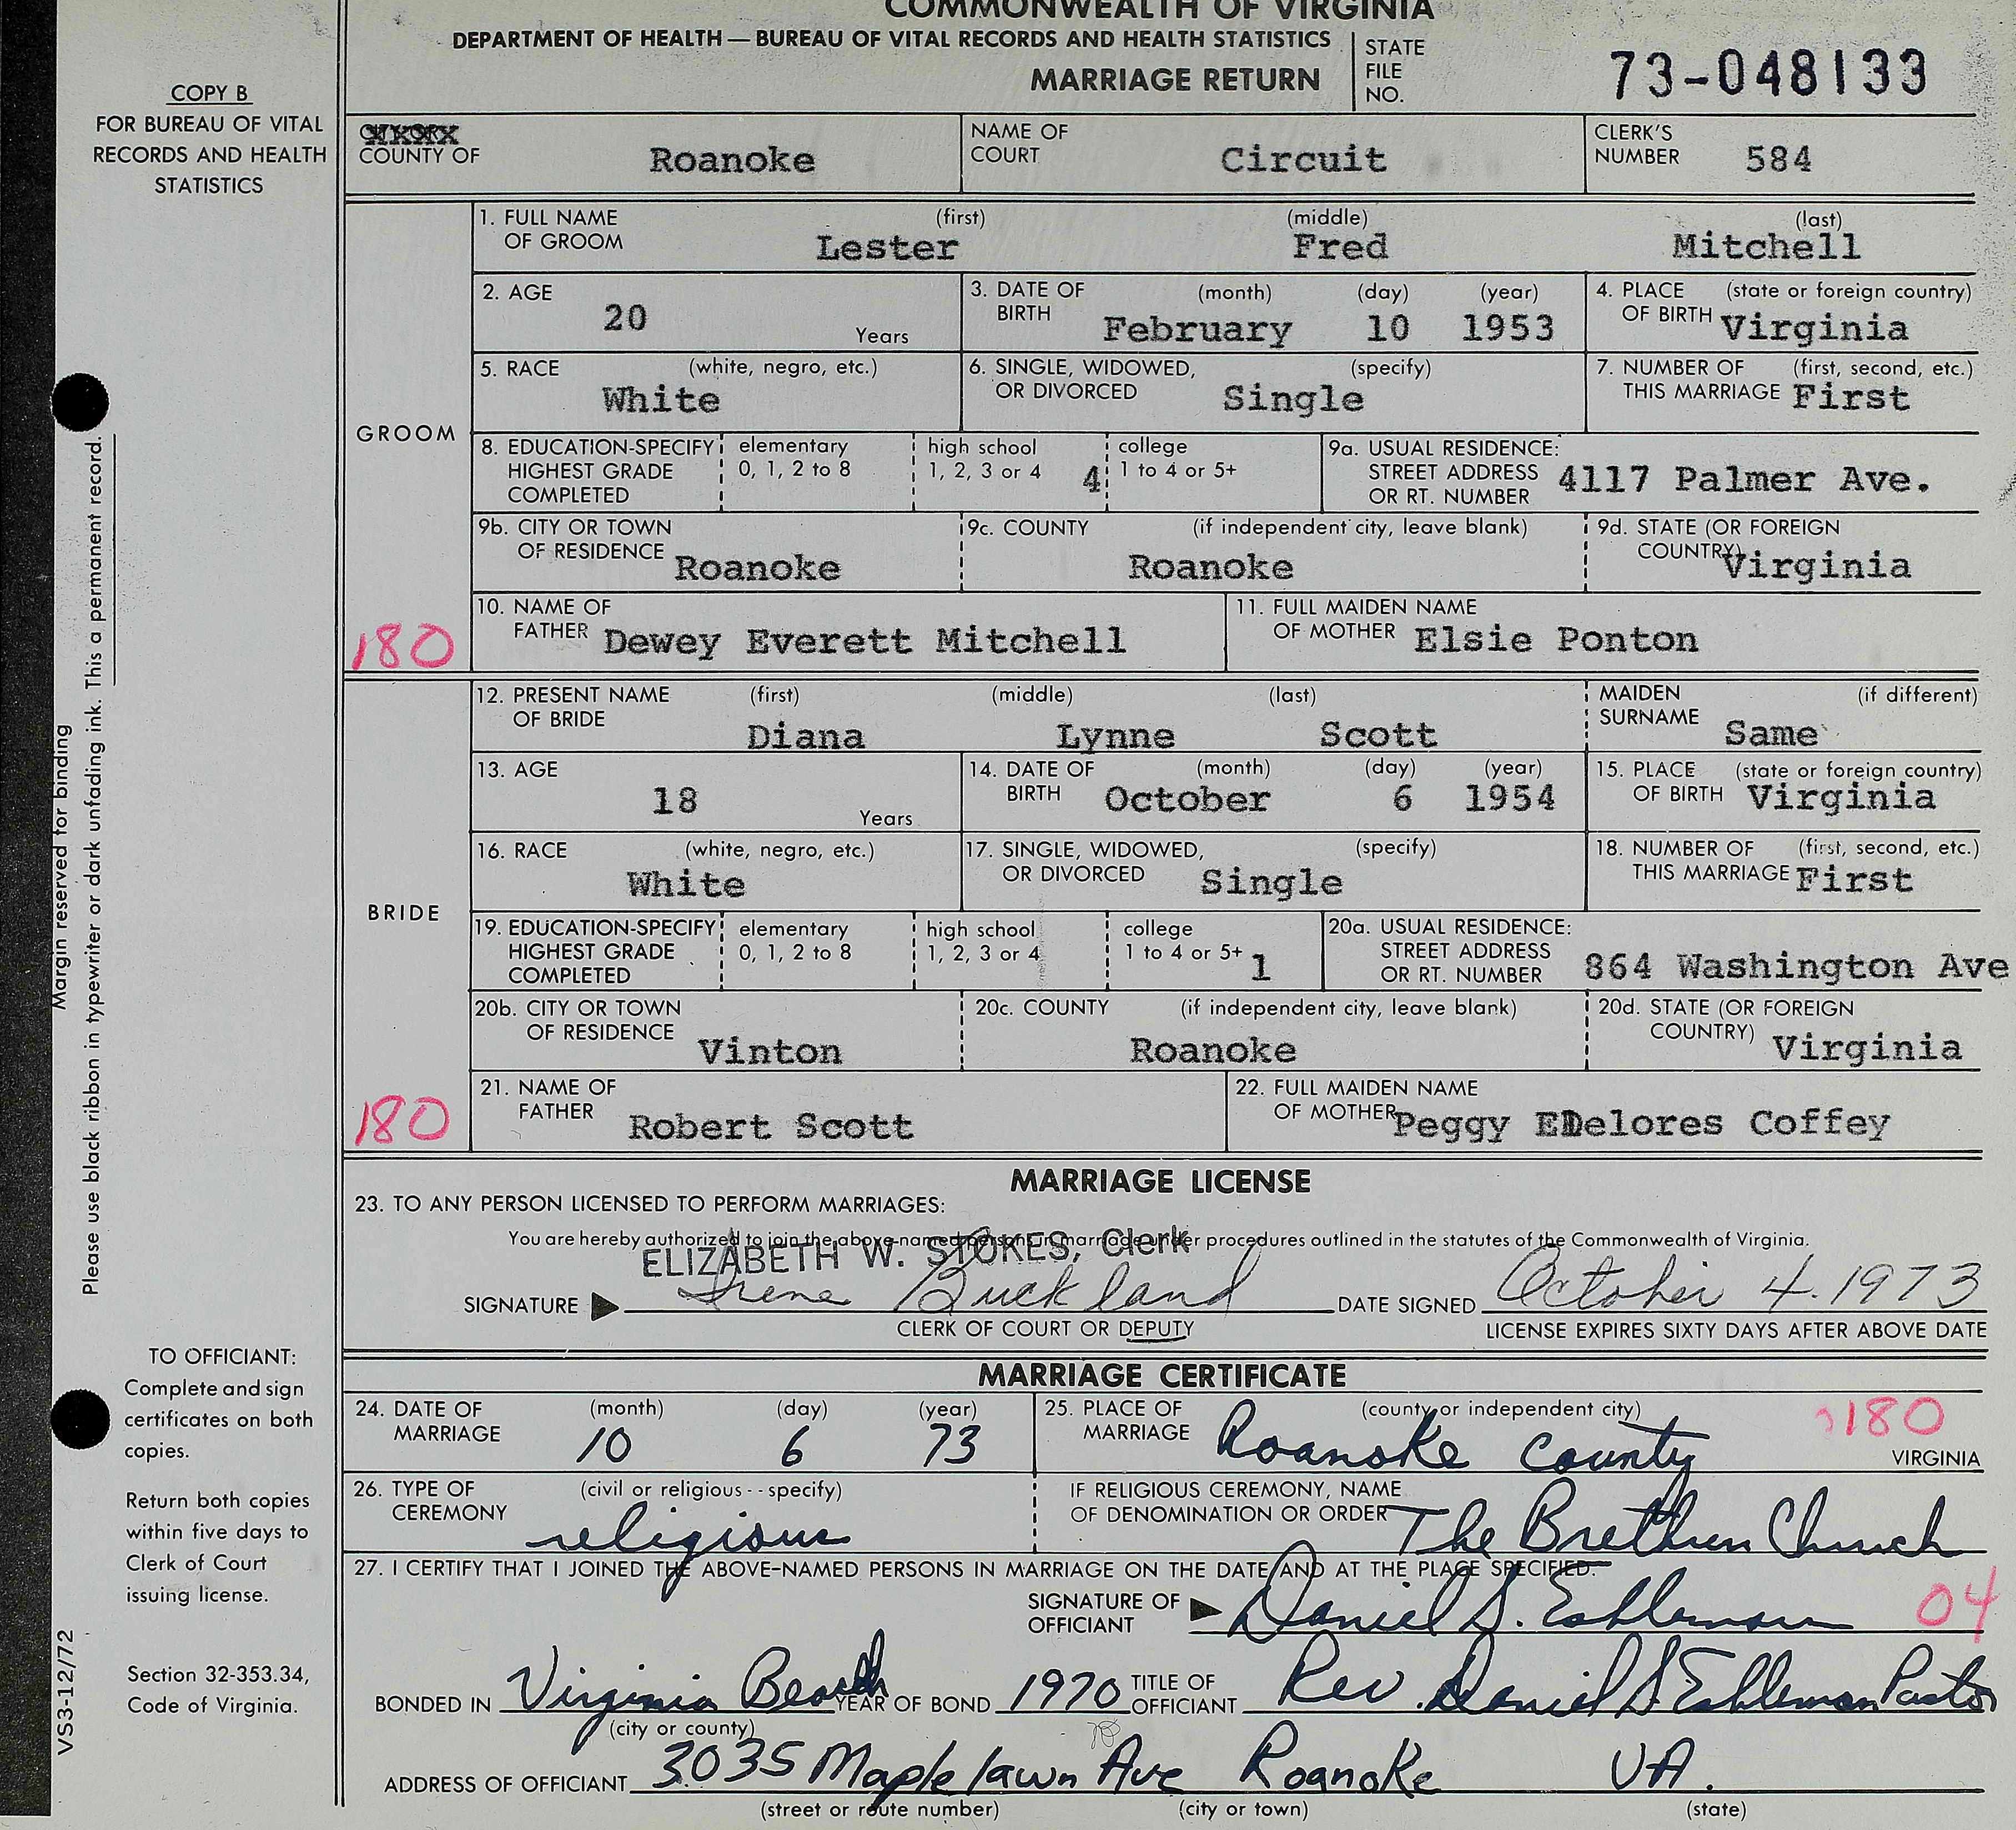 COMMONWEALTH OF VIRGINIA
DEPARTMENT OF HEALTH — BUREAU OF VITAL RECORDS AND HEALTH STATISTICS
MARRIAGE RETURN
STATE FILE NO. 73-048133
COPY B
FOR BUREAU OF VITAL
RECORDS AND HEALTH
STATISTICS
COUNTY OF Roanoke NAME OF COURT Circuit CLERK'S NUMBER 584
GROOM
1. FULL NAME OF GROOM (first) Lester (middle) Fred (last) Mitchell
2. AGE 20 Years 3. DATE OF BIRTH (month) February (day) 10 (year) 1953 4. PLACE OF BIRTH (state or foreign country) Virginia
5. RACE (white, negro, etc.) White 6. SINGLE, WIDOWED, OR DIVORCED (specify) Single 7. NUMBER OF THIS MARRIAGE (first, second, etc.) First
8. EDUCATION-SPECIFY HIGHEST GRADE COMPLETED elementary 0, 1, 2 to 8 high school 1, 2, 3 or 4 4 college 1 to 4 or 5+ 9a. USUAL RESIDENCE: STREET ADDRESS OR RT. NUMBER 4117 Palmer Ave.
9b. CITY OR TOWN OF RESIDENCE Roanoke 9c. COUNTY (if independent city, leave blank) Roanoke 9d. STATE (OR FOREIGN COUNTRY) Virginia
10. NAME OF FATHER Dewey Everett Mitchell 11. FULL MAIDEN NAME OF MOTHER Elsie Ponton
180
BRIDE
12. PRESENT NAME OF BRIDE (first) Diana (middle) Lynne (last) Scott MAIDEN SURNAME (if different) Same
13. AGE 18 Years 14. DATE OF BIRTH (month) October (day) 6 (year) 1954 15. PLACE OF BIRTH (state or foreign country) Virginia
16. RACE (white, negro, etc.) White 17. SINGLE, WIDOWED, OR DIVORCED (specify) Single 18. NUMBER OF THIS MARRIAGE (first, second, etc.) First
19. EDUCATION-SPECIFY HIGHEST GRADE COMPLETED elementary 0, 1, 2 to 8 high school 1, 2, 3 or 4 college 1 to 4 or 5+ 1 20a. USUAL RESIDENCE: STREET ADDRESS OR RT. NUMBER 864 Washington Ave
20b. CITY OR TOWN OF RESIDENCE Vinton 20c. COUNTY (if independent city, leave blank) Roanoke 20d. STATE (OR FOREIGN COUNTRY) Virginia
21. NAME OF FATHER Robert Scott 22. FULL MAIDEN NAME OF MOTHER Peggy Delores Coffey
180
MARRIAGE LICENSE
23. TO ANY PERSON LICENSED TO PERFORM MARRIAGES:
You are hereby authorized to join the above-named persons in marriage under procedures outlined in the statutes of the Commonwealth of Virginia.
ELIZABETH W. STOKES, Clerk
SIGNATURE Irene Buckland DATE SIGNED October 4. 1973
CLERK OF COURT OR DEPUTY LICENSE EXPIRES SIXTY DAYS AFTER ABOVE DATE
MARRIAGE CERTIFICATE
24. DATE OF MARRIAGE (month) 10 (day) 6 (year) 73 25. PLACE OF MARRIAGE (county or independent city) Roanoke County 180 VIRGINIA
26. TYPE OF CEREMONY (civil or religious--specify) religious IF RELIGIOUS CEREMONY, NAME OF DENOMINATION OR ORDER The Brethren Church
27. I CERTIFY THAT I JOINED THE ABOVE-NAMED PERSONS IN MARRIAGE ON THE DATE AND AT THE PLACE SPECIFIED.
SIGNATURE OF OFFICIANT Daniel S. Eshleman 04
BONDED IN Virginia Beach YEAR OF BOND 1970 TITLE OF OFFICIANT Rev. Daniel S Eshleman Pastor
(city or county)
ADDRESS OF OFFICIANT 3035 Maplelawn Ave Roanoke VA.
(street or route number) (city or town) (state)
Margin reserved for binding
Please use black ribbon in typewriter or dark unfading ink. This a permanent record.
TO OFFICIANT:
Complete and sign
certificates on both
copies.
Return both copies
within five days to
Clerk of Court
issuing license.
Section 32-353.34,
Code of Virginia.
VS3-12/72